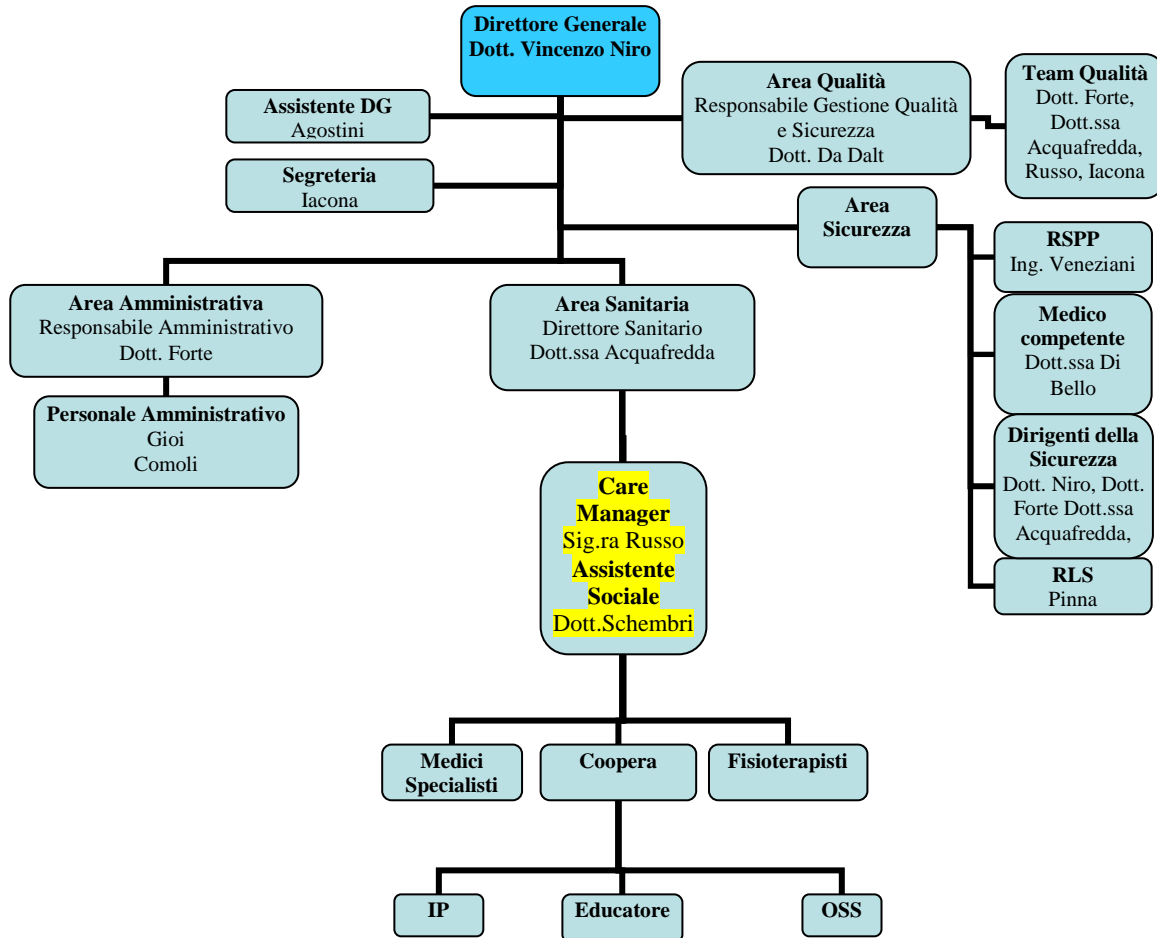 Direttore Generale
Dott. Vincenzo Niro
Assistente DG
Agostini
Segreteria
Iacona
Area Qualità
Responsabile Gestione Qualità
e Sicurezza
Dott. Da Dalt
Team Qualità
Dott. Forte,
Dott.ssa
Acquafredda,
Russo, Iacona
Area
Sicurezza
RSPP
Ing. Veneziani
Medico
competente
Dott.ssa Di
Bello
Dirigenti della
Sicurezza
Dott. Niro, Dott.
Forte Dott.ssa
Acquafredda,
RLS
Pinna
Area Amministrativa
Responsabile Amministrativo
Dott. Forte
Personale Amministrativo
Gioi
Comoli
Area Sanitaria
Direttore Sanitario
Dott.ssa Acquafredda
Care
Manager
Sig.ra Russo
Assistente
Sociale
Dott.Schembri
Medici
Specialisti
Coopera
Fisioterapisti
IP
Educatore
OSS